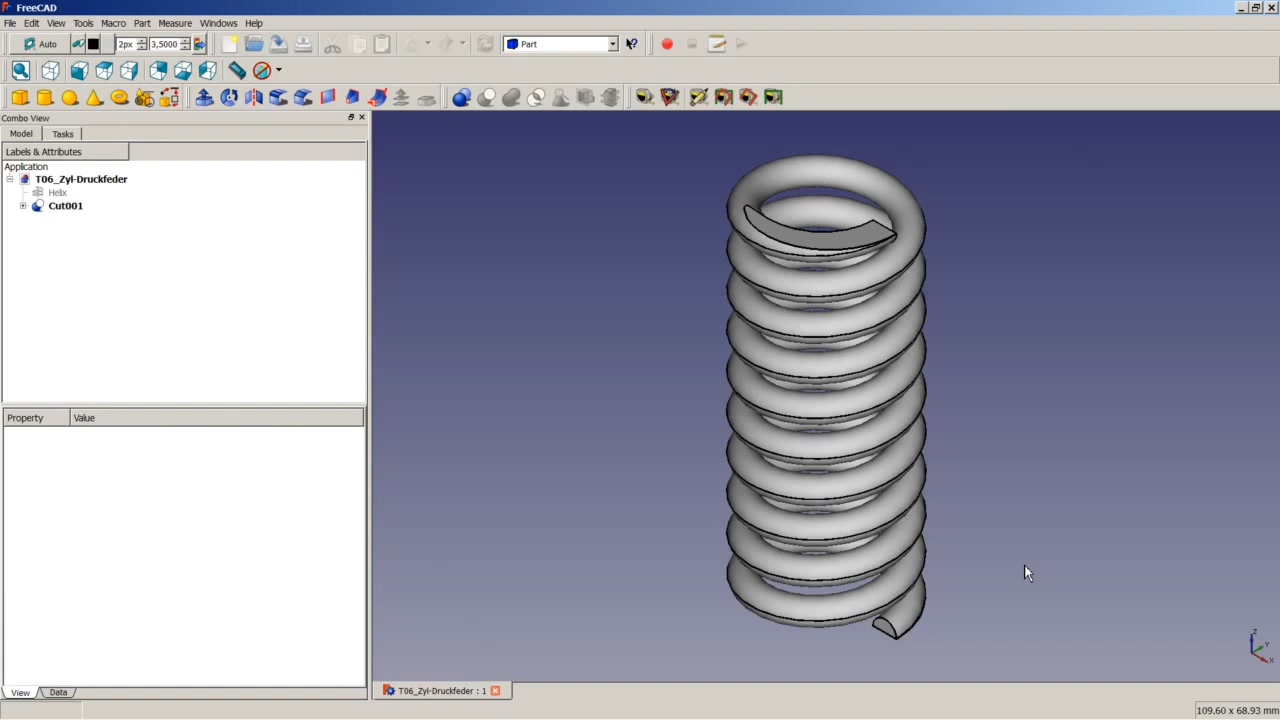 FreeCAD
File Edit View Tools Macro Part Measure Windows Help
Auto 2px 3,5000 Part
Combo View
Model Tasks
Labels & Attributes
Application
T06_Zyl-Druckfeder
Helix
Cut001
Property Value
View Data
T06_Zyl-Druckfeder : 1
Z
Y
X
109.60 x 68.93 mm